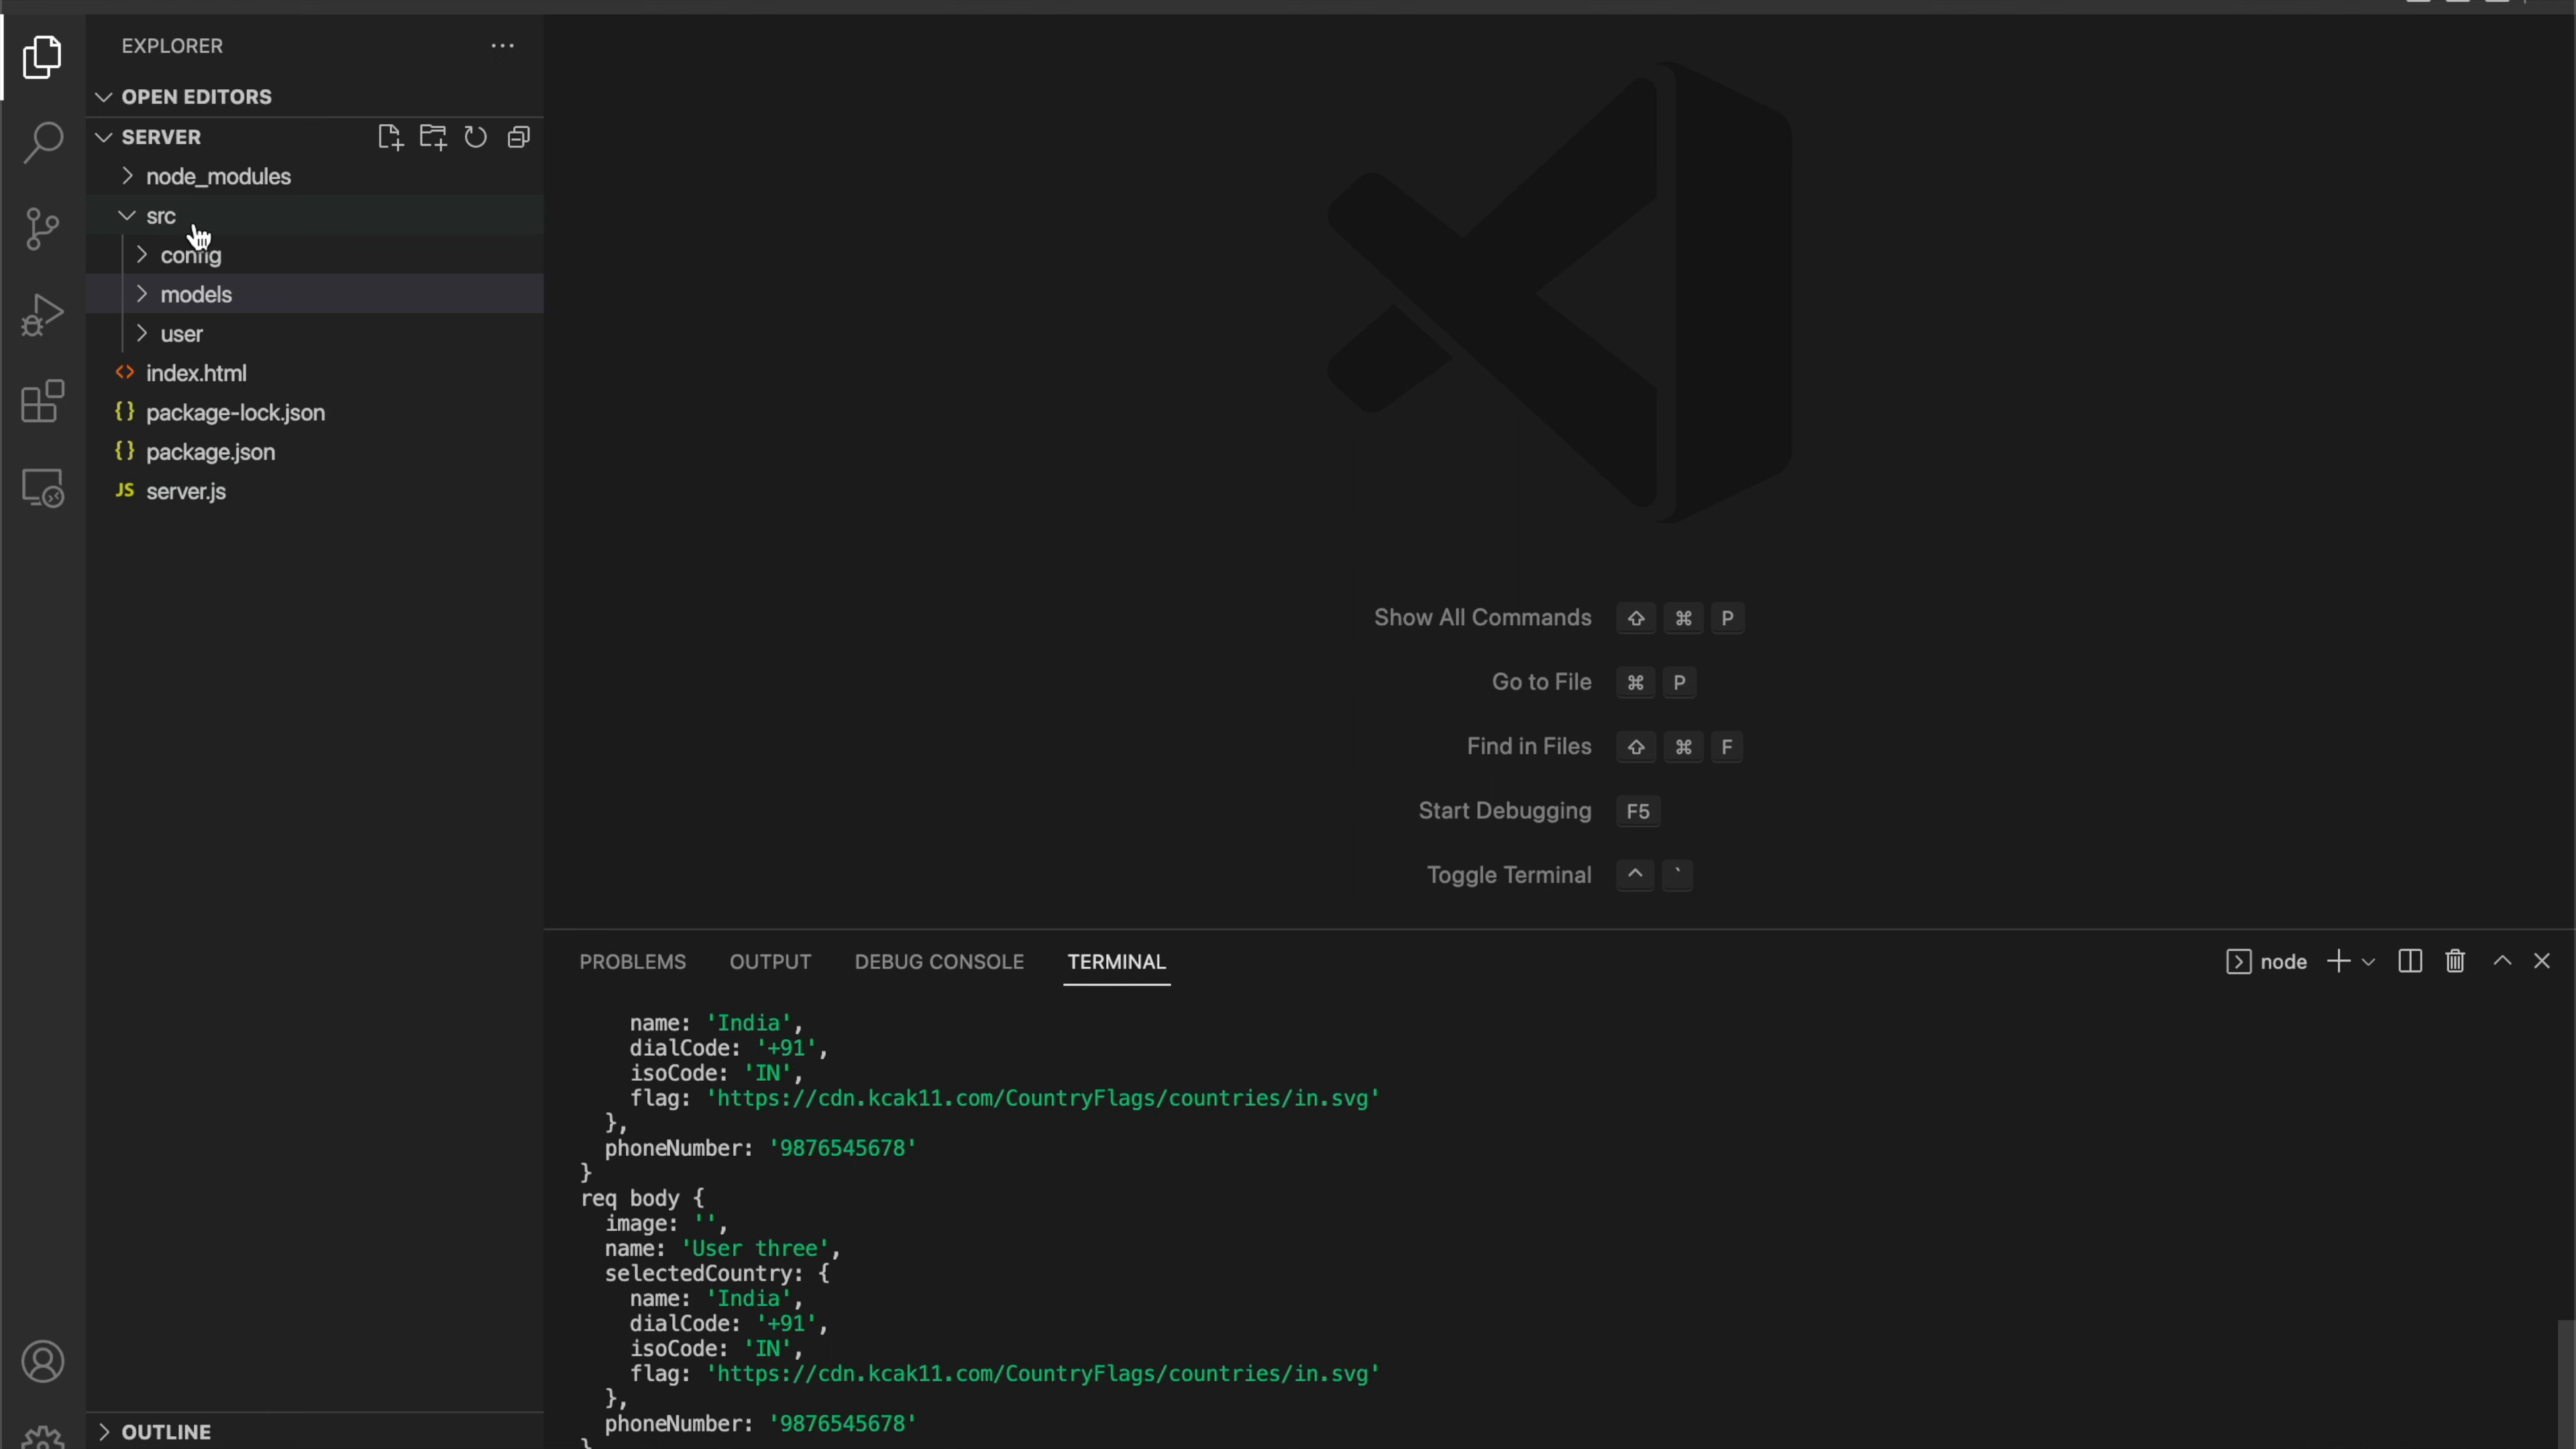 EXPLORER
OPEN EDITORS
SERVER
node_modules
src
config
models
user
<> index.html
{} package-lock.json
{} package.json
JS server.js
OUTLINE
Show All Commands ⇧ ⌘ P
Go to File ⌘ P
Find in Files ⇧ ⌘ F
Start Debugging F5
Toggle Terminal ^ `
PROBLEMS OUTPUT DEBUG CONSOLE TERMINAL
node
name: 'India',
dialCode: '+91',
isoCode: 'IN',
flag: 'https://cdn.kcak11.com/CountryFlags/countries/in.svg'
},
phoneNumber: '9876545678'
}
req body {
image: '',
name: 'User three',
selectedCountry: {
name: 'India',
dialCode: '+91',
isoCode: 'IN',
flag: 'https://cdn.kcak11.com/CountryFlags/countries/in.svg'
},
phoneNumber: '9876545678'
}